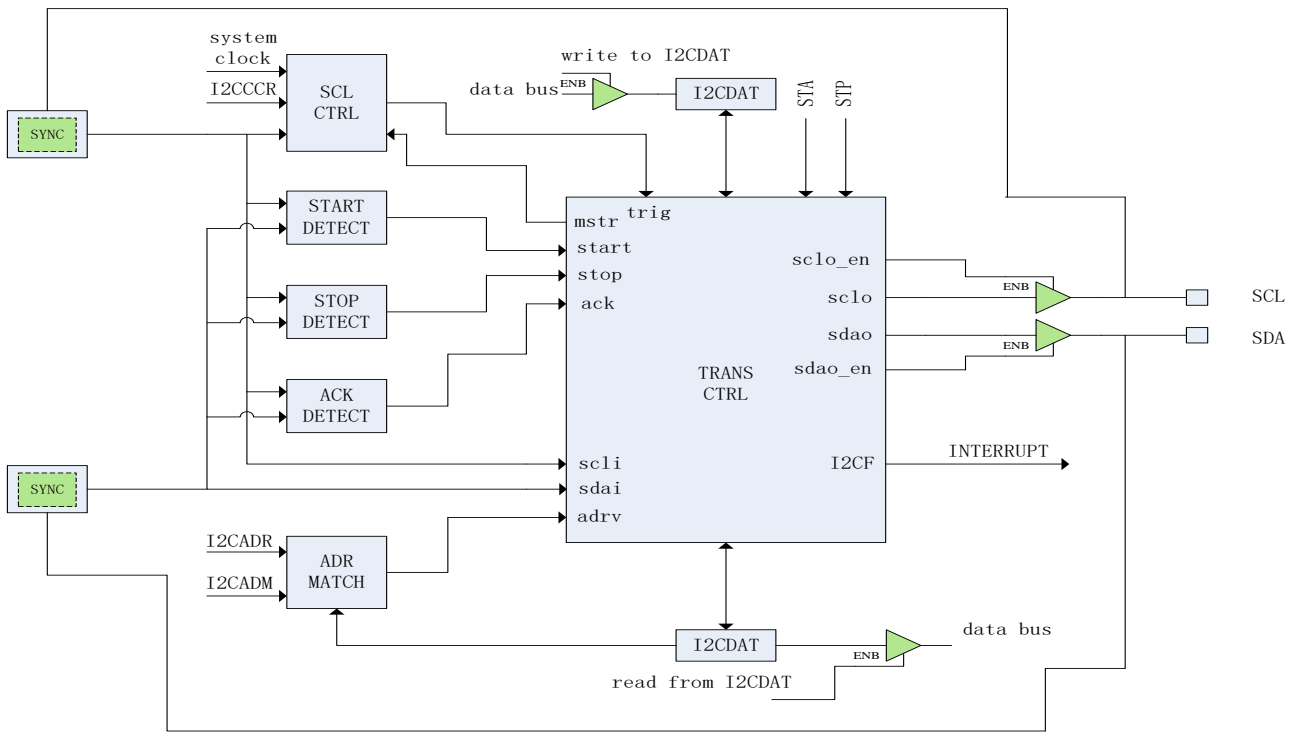 system
clock
I2CCCR
SYNC
SCL
CTRL
write to I2CDAT
data bus
ENB
I2CDAT
STA
STP
START
DETECT
STOP
DETECT
ACK
DETECT
mstr
trig
start
stop
ack
sclo_en
sclo
sdao
sdao_en
ENB
ENB
SCL
SDA
TRANS
CTRL
scli
sdai
adrv
I2CF
INTERRUPT
SYNC
I2CADR
I2CADM
ADR
MATCH
I2CDAT
ENB
data bus
read from I2CDAT